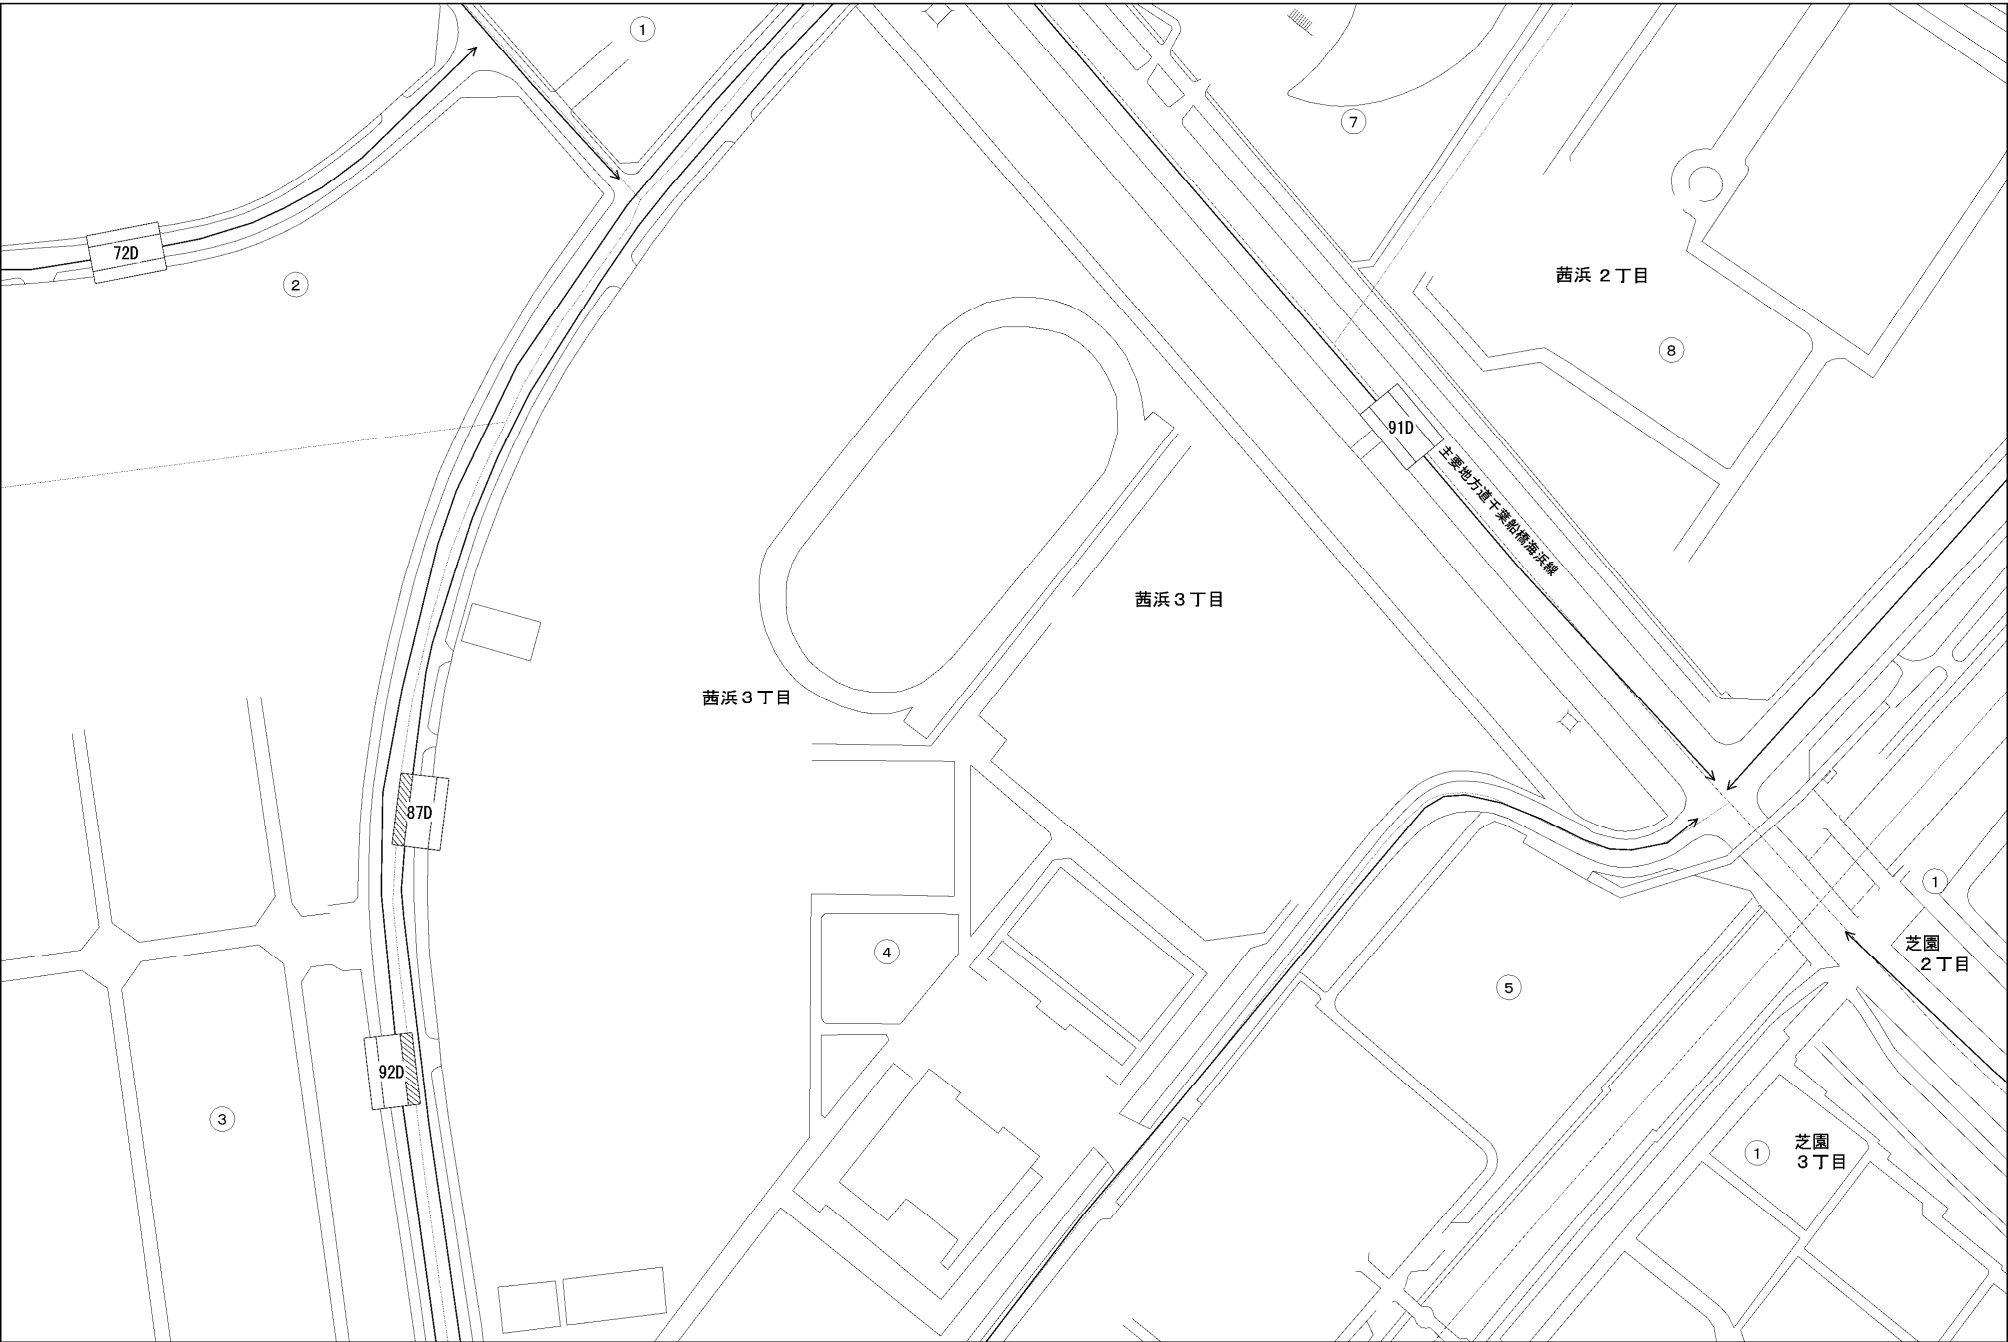 ①
⑦
72D
②
茜浜 2丁目
⑧
91D
主要地方道千葉船橋海浜線
茜浜3丁目
茜浜3丁目
87D
①
④
芝園
2丁目
⑤
92D
③
①
芝園
3丁目